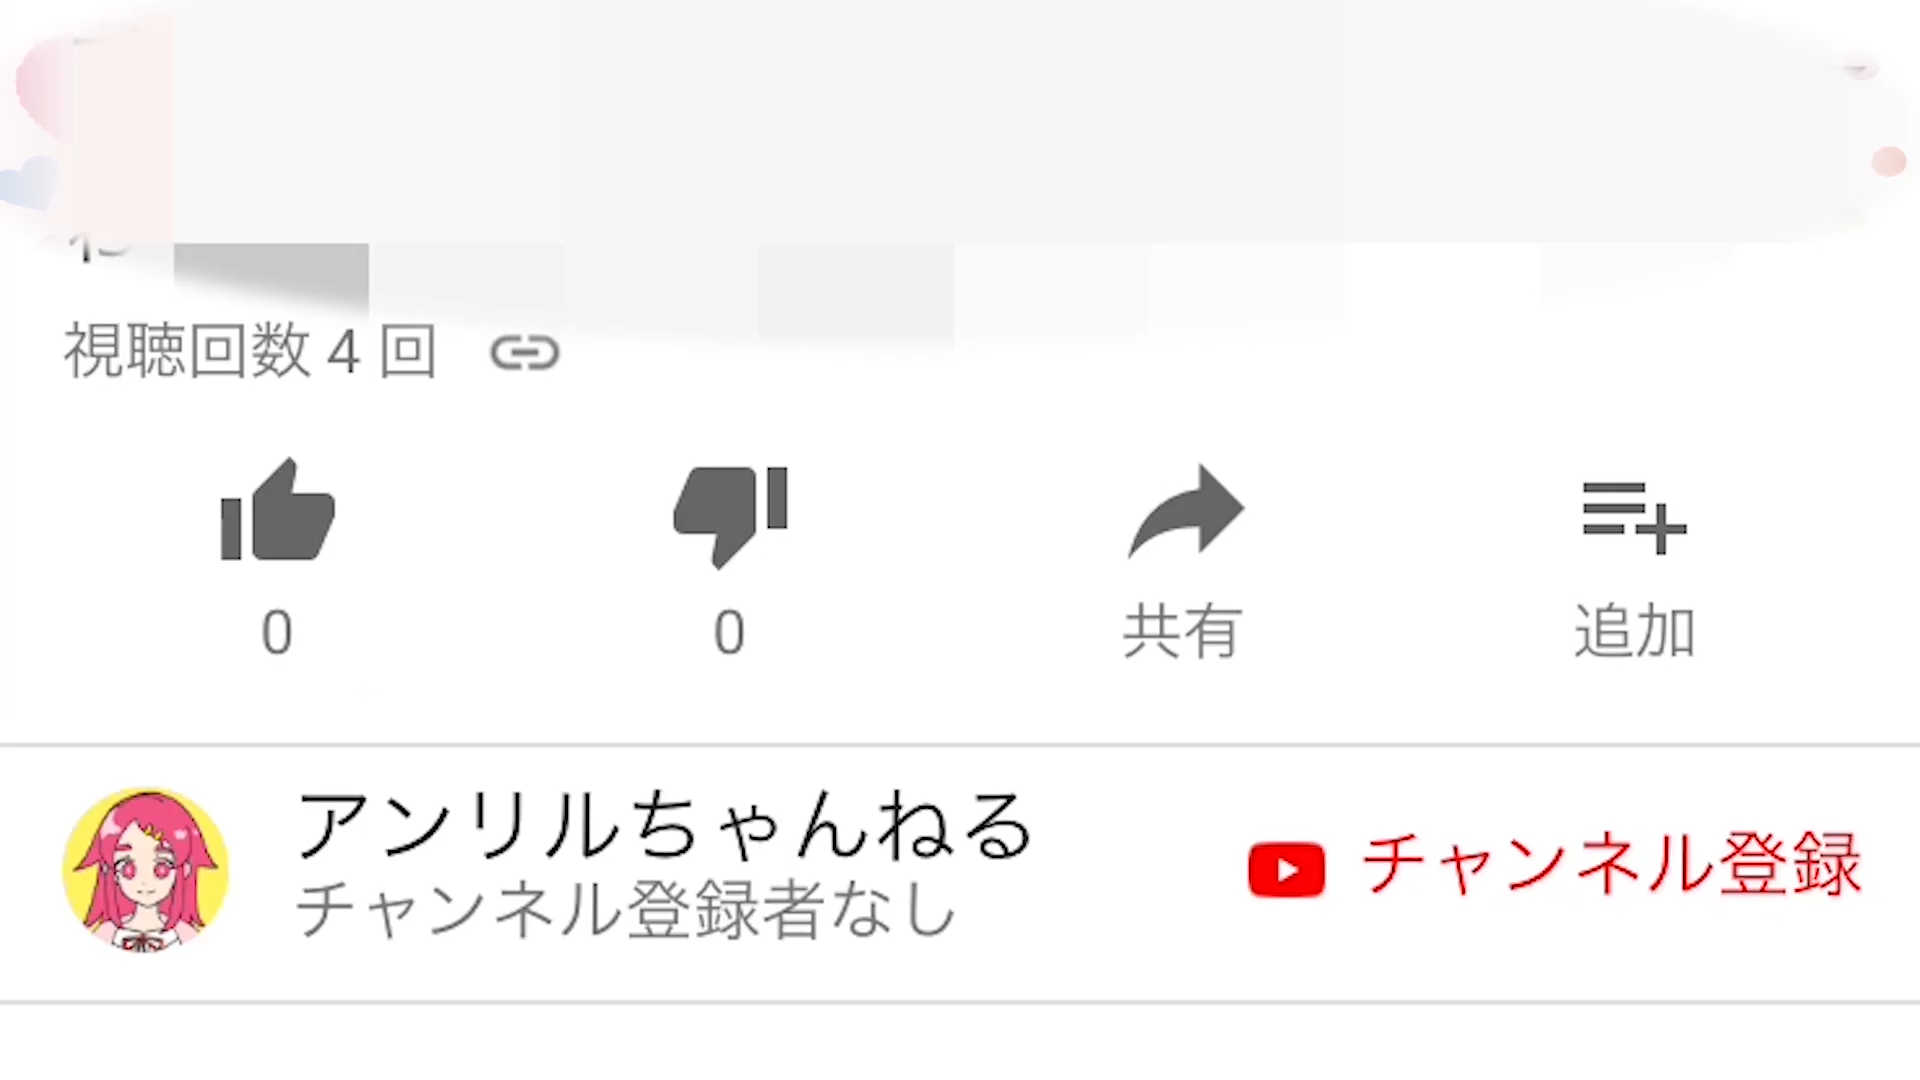 視聴回数 4 回
0
0
共有
追加
アンリルちゃんねる
チャンネル登録者なし
チャンネル登録